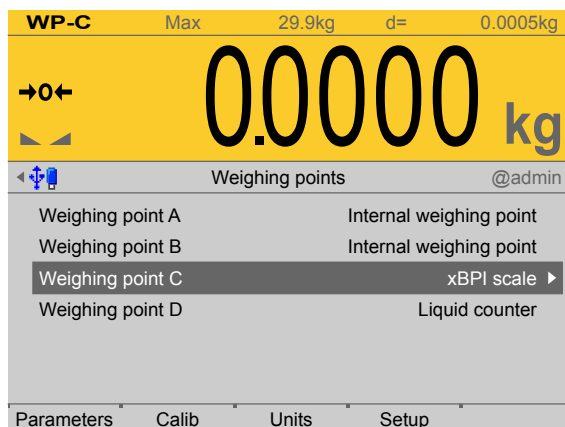 WP-C Max 29.9kg d= 0.0005kg
→0← 0.0000 kg
Weighing points @admin
Weighing point A Internal weighing point
Weighing point B Internal weighing point
Weighing point C xBPI scale
Weighing point D Liquid counter
Parameters Calib Units Setup